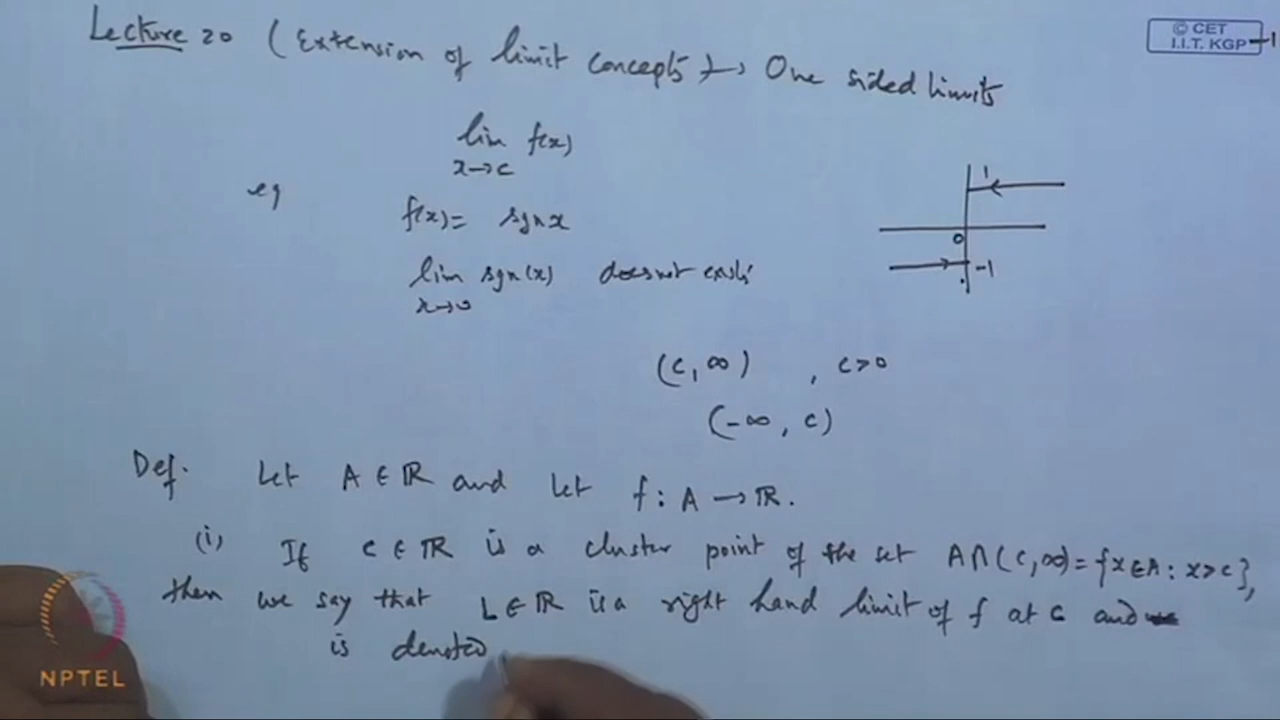 Lecture 20 (Extension of limit concepts) → One sided limits
© CET
I.I.T. KGP
-1
lim f(x)
x→c
eg
f(x) = sgn x
lim sgn(x) does not exists
x→0
1
0
-1
(c, ∞) , c>0
(-∞, c)
Def. Let A ∈ ℝ and let f : A → ℝ.
(i) If c ∈ ℝ is a cluster point of the set A∩(c,∞) = {x∈A : x>c},
then we say that L∈ℝ is a right hand limit of f at c and
is denoted
NPTEL